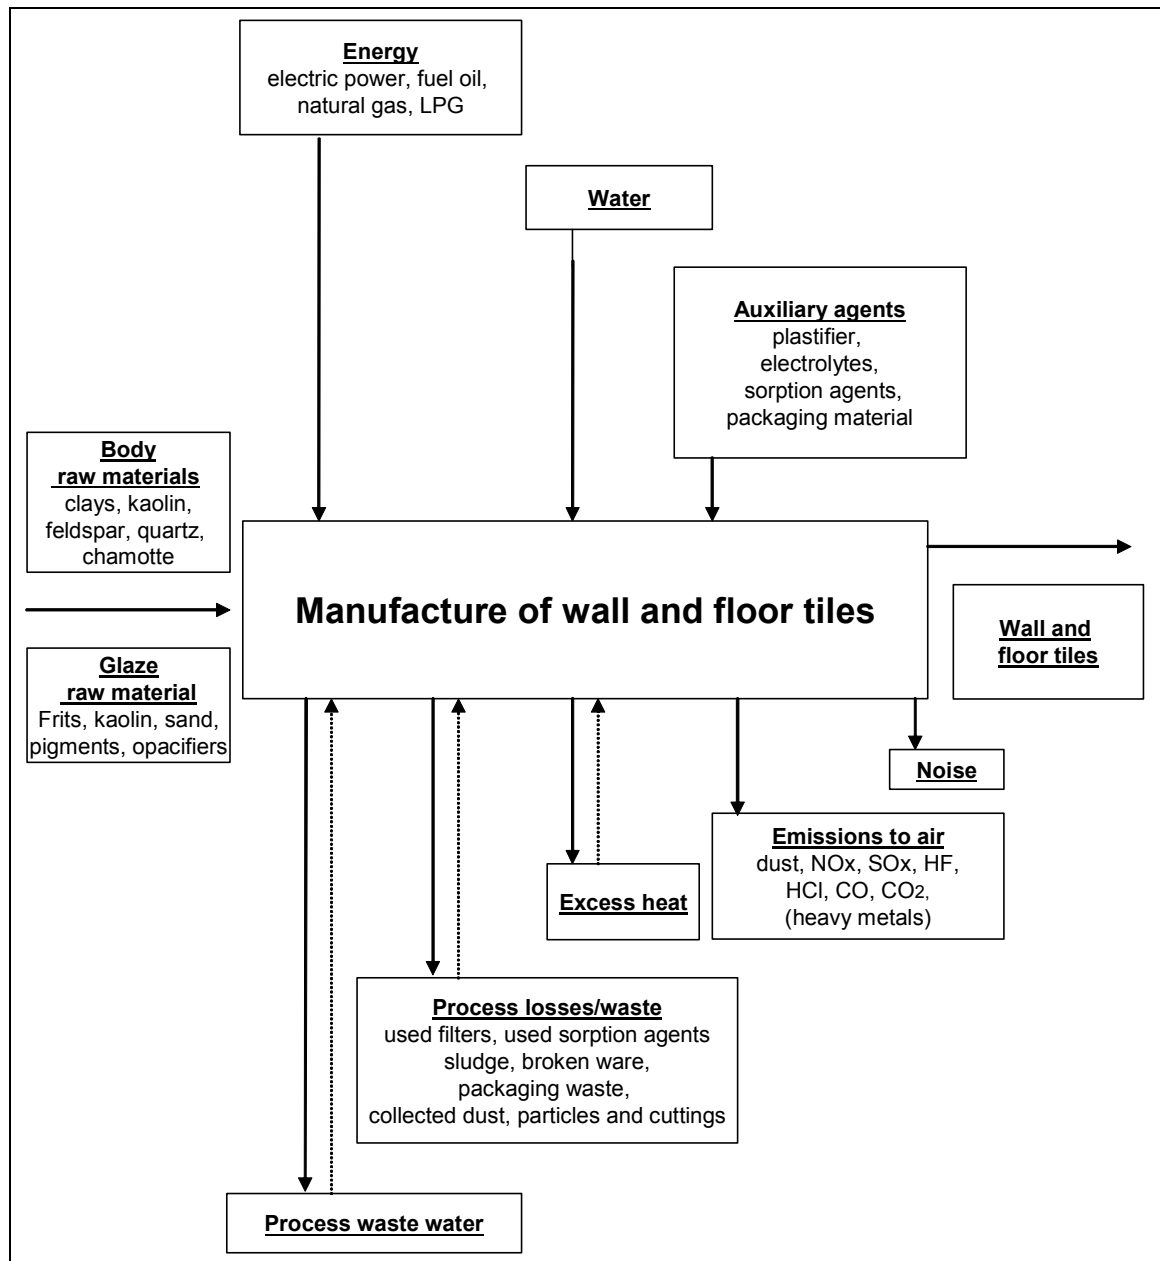 Energy
electric power, fuel oil,
natural gas, LPG
Water
Auxiliary agents
plastifier,
electrolytes,
sorption agents,
packaging material
Body
raw materials
clays, kaolin,
feldspar, quartz,
chamotte
Manufacture of wall and floor tiles
Wall and
floor tiles
Glaze
raw material
Frits, kaolin, sand,
pigments, opacifiers
Noise
Emissions to air
dust, NOx, SOx, HF,
HCl, CO, CO2,
(heavy metals)
Excess heat
Process losses/waste
used filters, used sorption agents
sludge, broken ware,
packaging waste,
collected dust, particles and cuttings
Process waste water